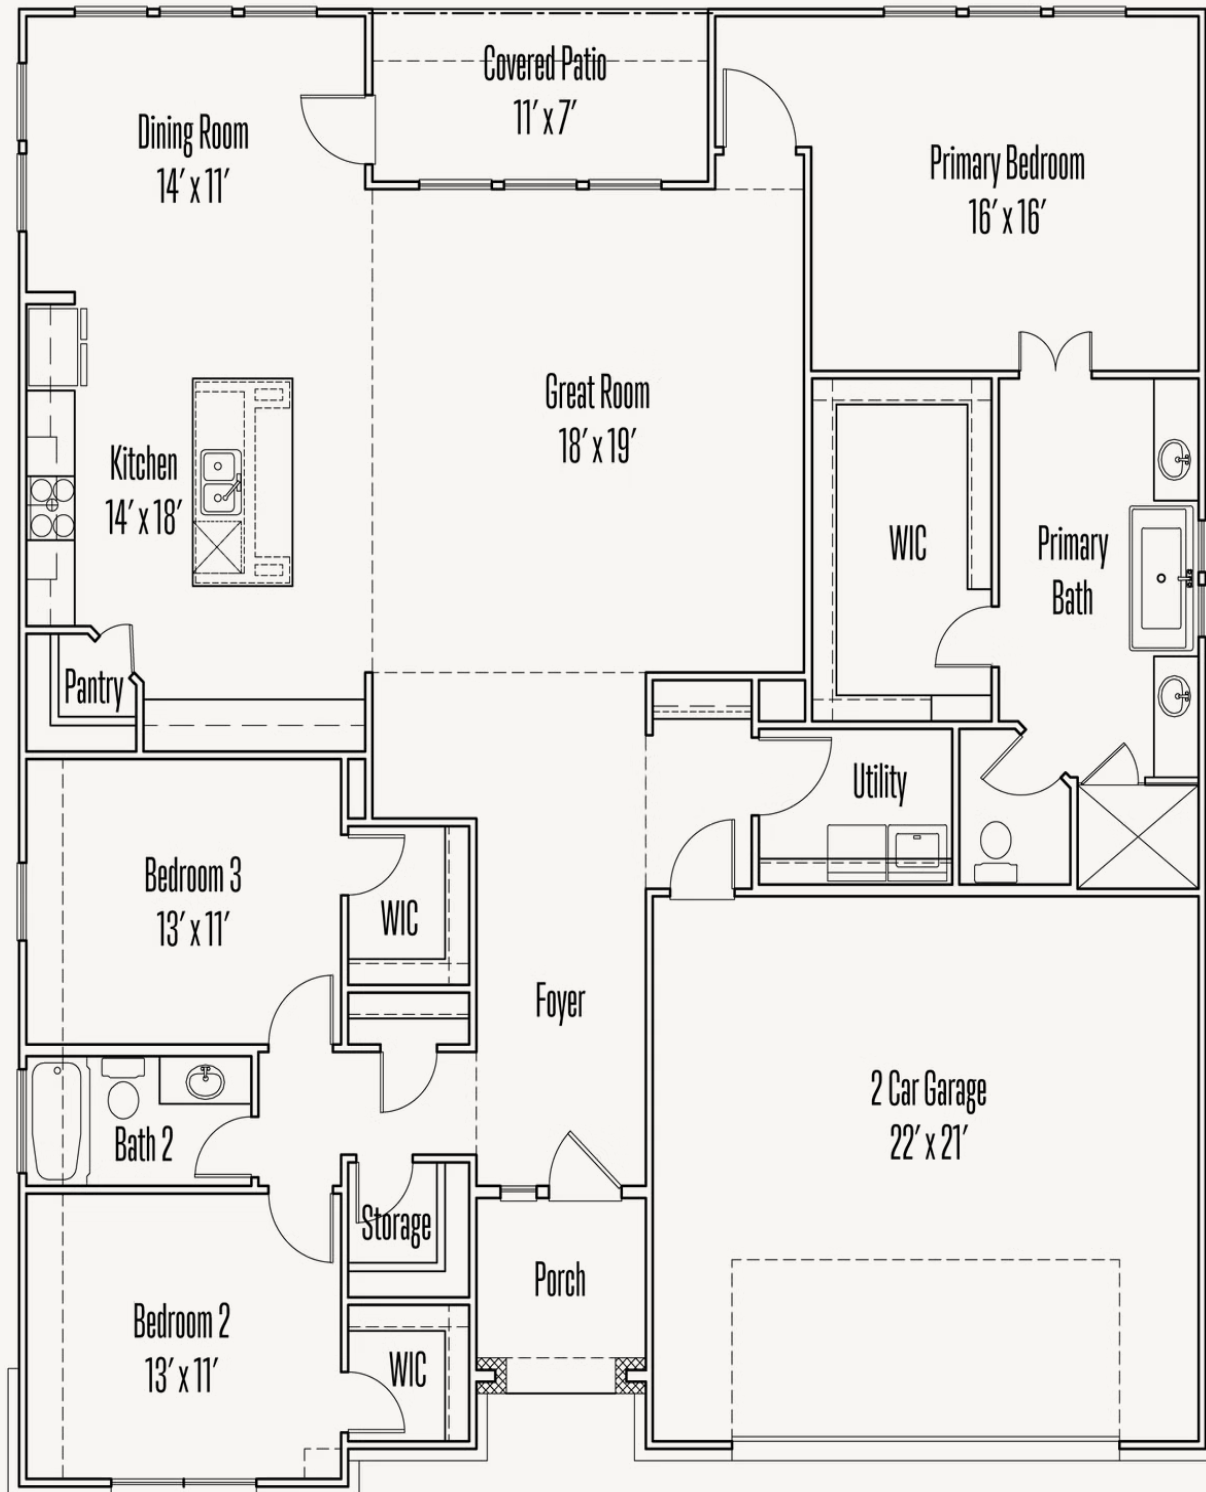 Covered Patio
11′ x 7′
Dining Room
14′ x 11′
Primary Bedroom
16′ x 16′
Great Room
18′ x 19′
Kitchen
14′ x 18′
WIC
Primary
Bath
Pantry
Utility
Bedroom 3
13′ x 11′
WIC
Foyer
2 Car Garage
22′ x 21′
Bath 2
Storage
Porch
Bedroom 2
13′ x 11′
WIC